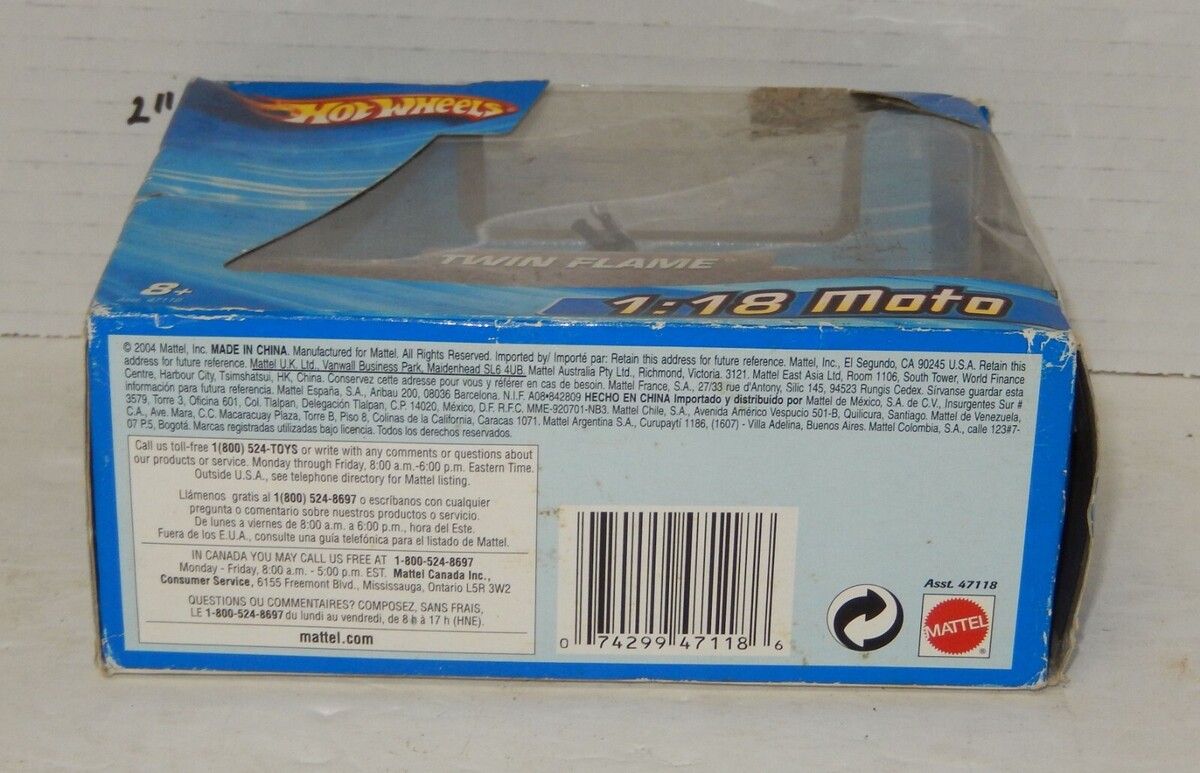 2"
HOT WHEELS
TWIN FLAME™
8+
Asst. 47118
1:18 Moto
© 2004 Mattel, Inc. MADE IN CHINA. Manufactured for Mattel. All Rights Reserved. Imported by/ Importé par: Retain this address for future reference. Mattel, Inc., El Segundo, CA 90245 U.S.A. Retain this
address for future reference. Mattel U.K. Ltd., Vanwall Business Park, Maidenhead SL6 4UB. Mattel Australia Pty Ltd., Richmond, Victoria. 3121. Mattel East Asia Ltd, Room 1106, South Tower, World Finance
Centre, Harbour City, Tsimshatsui, HK, China. Conservez cette adresse pour vous y référer en cas de besoin. Mattel France, S.A., 27/33 rue d'Antony, Silic 145, 94523 Rungis Cedex. Sírvanse guardar esta
información para futura referencia. Mattel España, S.A., Aribau 200, 08036 Barcelona. N.I.F. A08•842809 HECHO EN CHINA Importado y distribuido por Mattel de México, S.A. de C.V., Insurgentes Sur #
3579, Torre 3, Oficina 601, Col. Tlalpan, Delegación Tlalpan, C.P. 14020, México, D.F. R.F.C. MME-920701-NB3. Mattel Chile, S.A., Avenida Américo Vespucio 501-B, Quilicura, Santiago. Mattel de Venezuela,
C.A., Ave. Mara, C.C. Macaracuay Plaza, Torre B, Piso 8, Colinas de la California, Caracas 1071. Mattel Argentina S.A., Curupaytí 1186, (1607) - Villa Adelina, Buenos Aires. Mattel Colombia, S.A., calle 123#7-
07 P.5, Bogotá. Marcas registradas utilizadas bajo licencia. Todos los derechos reservados.
Call us toll-free 1(800) 524-TOYS or write with any comments or questions about
our products or service. Monday through Friday, 8:00 a.m.-6:00 p.m. Eastern Time.
Outside U.S.A., see telephone directory for Mattel listing.
Llámenos gratis al 1(800) 524-8697 o escríbanos con cualquier
pregunta o comentario sobre nuestros productos o servicio.
De lunes a viernes de 8:00 a.m. a 6:00 p.m., hora del Este.
Fuera de los E.U.A., consulte una guía telefónica para el listado de Mattel.
IN CANADA YOU MAY CALL US FREE AT 1-800-524-8697
Monday - Friday, 8:00 a.m. - 5:00 p.m. EST. Mattel Canada Inc.,
Consumer Service, 6155 Freemont Blvd., Mississauga, Ontario L5R 3W2
QUESTIONS OU COMMENTAIRES? COMPOSEZ, SANS FRAIS,
LE 1-800-524-8697 du lundi au vendredi, de 8 h à 17 h (HNE).
mattel.com
0 74299 47118 6
Asst. 47118
MATTEL®